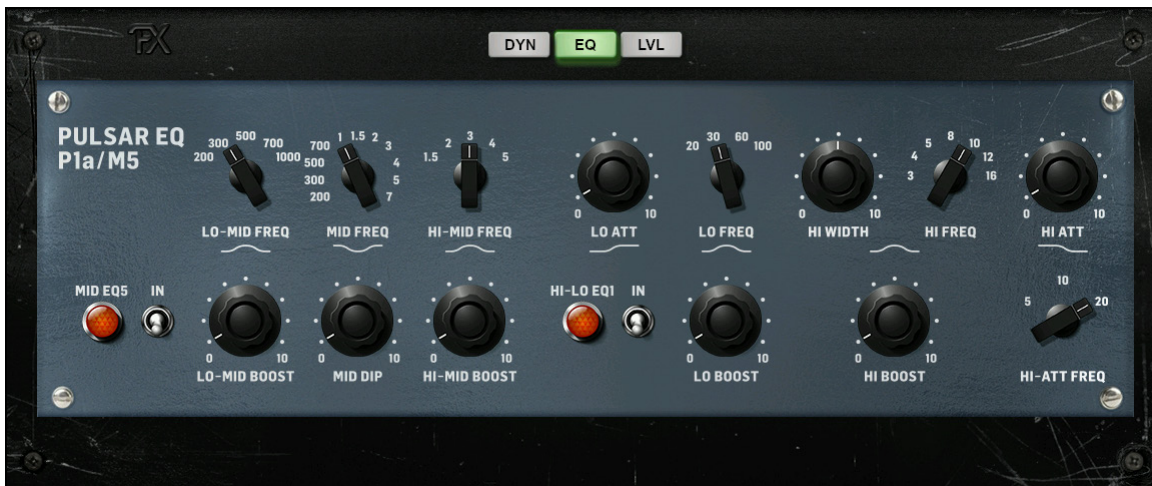 FX
DYN EQ LVL
PULSAR EQ
P1a/M5
200 300 500 700 1000
LO-MID FREQ
200 300 500 700 1 1.5 2 3 4 5 7
MID FREQ
1.5 2 3 4 5
HI-MID FREQ
0 10
LO ATT
20 30 60 100
LO FREQ
0 10
HI WIDTH
3 4 5 8 10 12 16
HI FREQ
0 10
HI ATT
MID EQ5 IN
0 10
LO-MID BOOST
0 10
MID DIP
0 10
HI-MID BOOST
HI-LO EQ1 IN
0 10
LO BOOST
0 10
HI BOOST
5 10 20
HI-ATT FREQ